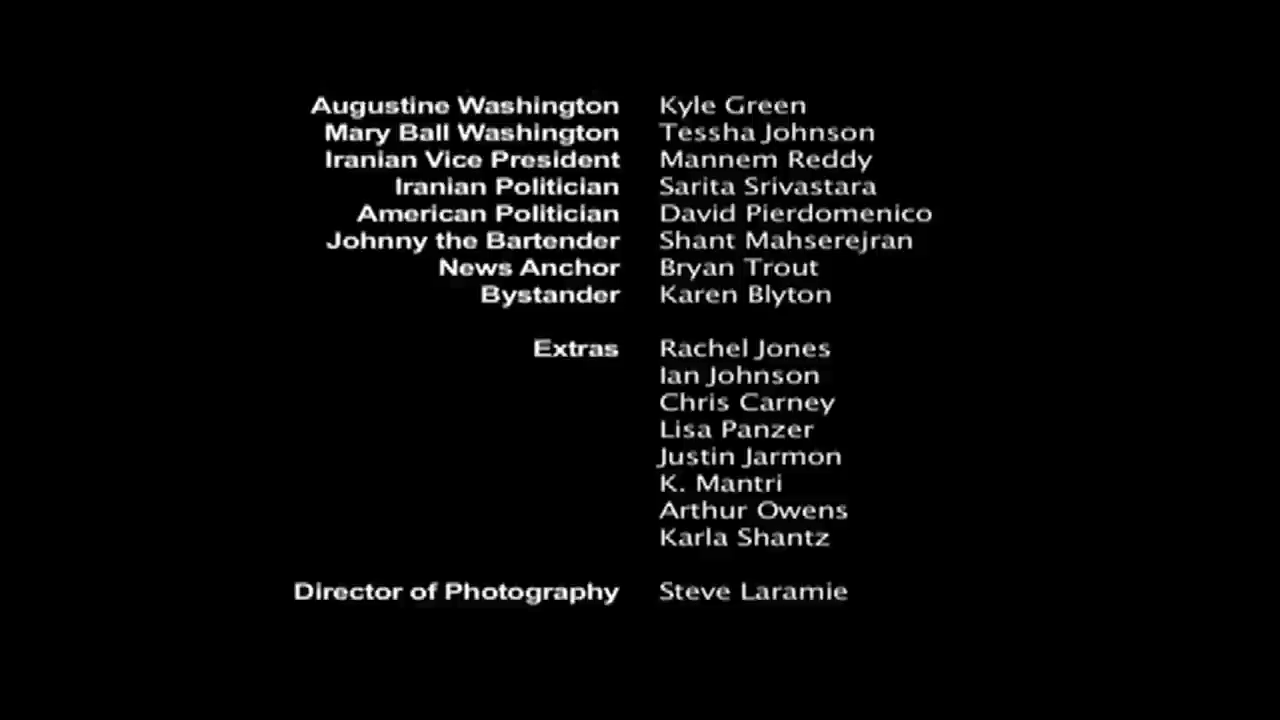 Augustine Washington Kyle Green
Mary Ball Washington Tessha Johnson
Iranian Vice President Mannem Reddy
Iranian Politician Sarita Srivastara
American Politician David Pierdomenico
Johnny the Bartender Shant Mahserejran
News Anchor Bryan Trout
Bystander Karen Blyton
Extras Rachel Jones
Ian Johnson
Chris Carney
Lisa Panzer
Justin Jarmon
K. Mantri
Arthur Owens
Karla Shantz
Director of Photography Steve Laramie